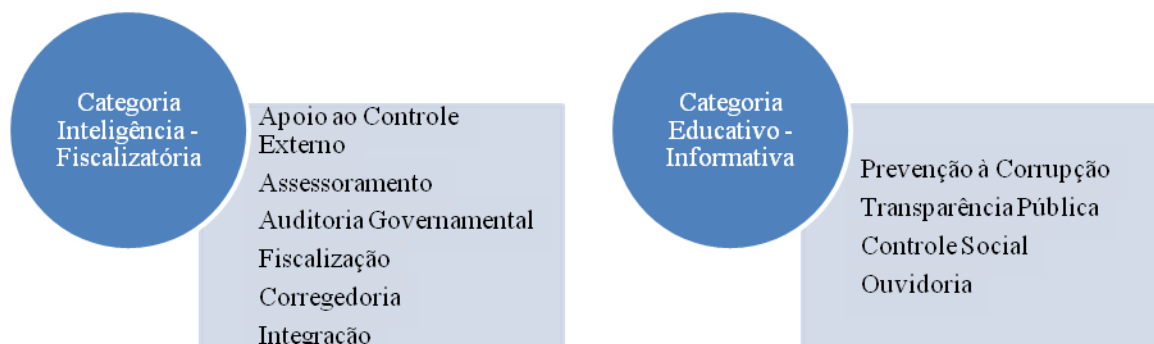 Categoria
Inteligência -
Fiscalizatória
Apoio ao Controle
Externo
Assessoramento
Auditoria Governamental
Fiscalização
Corregedoria
Integração
Categoria
Educativo -
Informativa
Prevenção à Corrupção
Transparência Pública
Controle Social
Ouvidoria